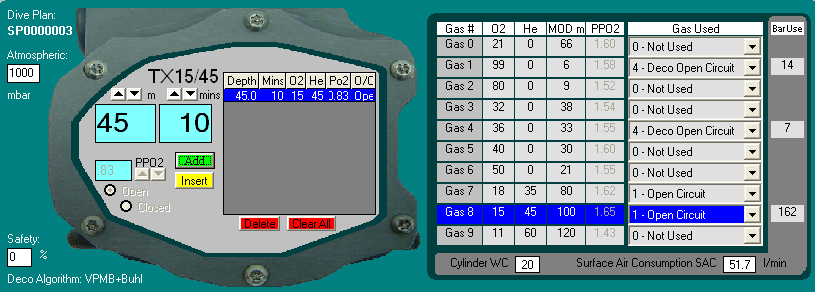 Dive Plan:
SP0000003
Atmospheric:
1000
mbar
TX15/45
m mins
45 10
.83 PPO2
Open
Closed
Add
Insert
Depth Mins O2 He Po2 O/C
45.0 10 15 45 0.83 Ope
Delete Clear All
Safety:
0 %
Deco Algorithm: VPMB+Buhl
Gas # O2 He MOD m PPO2 Gas Used Bar Use
Gas 0 21 0 66 1.60 0 - Not Used
Gas 1 99 0 6 1.58 4 - Deco Open Circuit 14
Gas 2 80 0 9 1.52 0 - Not Used
Gas 3 32 0 38 1.54 0 - Not Used
Gas 4 36 0 33 1.55 4 - Deco Open Circuit 7
Gas 5 40 0 30 1.60 0 - Not Used
Gas 6 50 0 21 1.55 0 - Not Used
Gas 7 18 35 80 1.62 1 - Open Circuit
Gas 8 15 45 100 1.65 1 - Open Circuit 162
Gas 9 11 60 120 1.43 0 - Not Used
Cylinder WC 20 Surface Air Consumption SAC 51.7 l/min